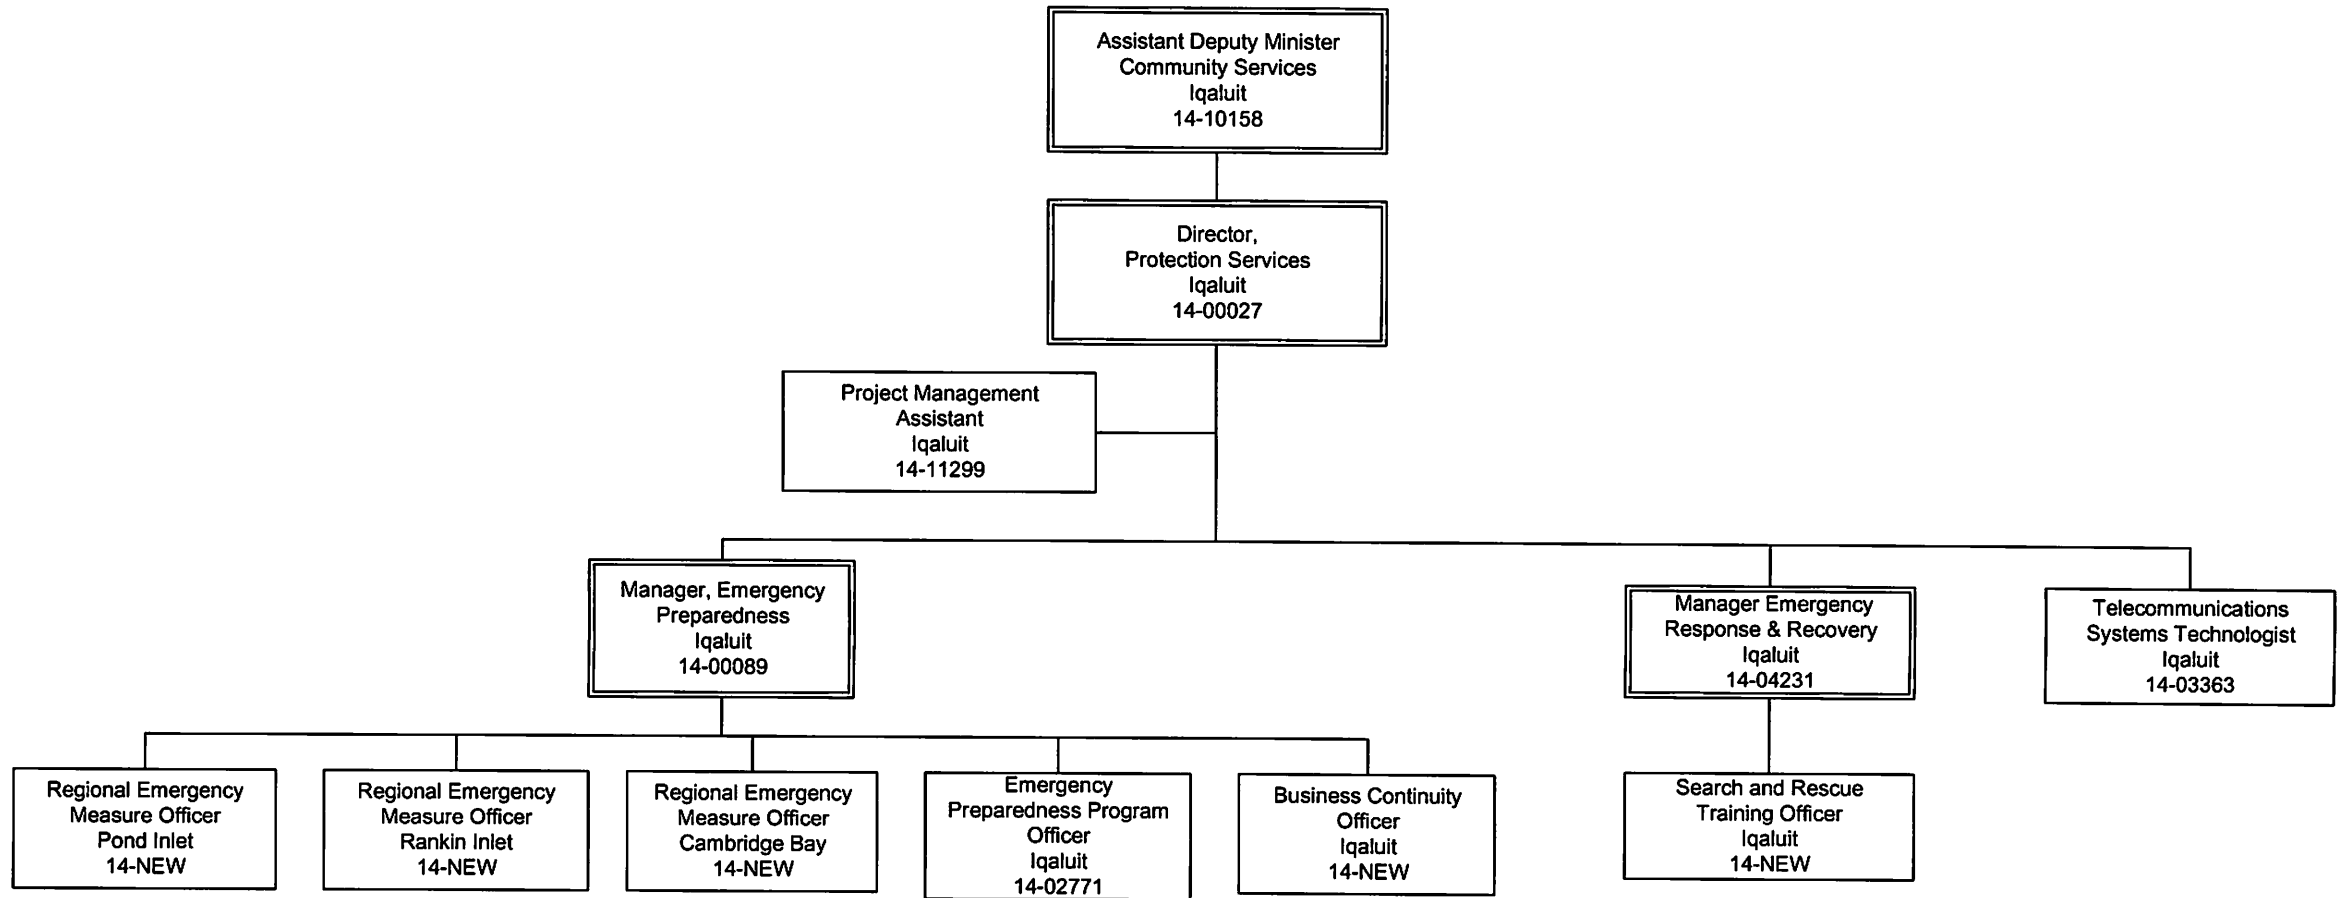 Assistant Deputy Minister
Community Services
Iqaluit
14-10158
Director,
Protection Services
Iqaluit
14-00027
Project Management
Assistant
Iqaluit
14-11299
Manager, Emergency
Preparedness
Iqaluit
14-00089
Manager Emergency
Response & Recovery
Iqaluit
14-04231
Telecommunications
Systems Technologist
Iqaluit
14-03363
Regional Emergency
Measure Officer
Pond Inlet
14-NEW
Regional Emergency
Measure Officer
Rankin Inlet
14-NEW
Regional Emergency
Measure Officer
Cambridge Bay
14-NEW
Emergency
Preparedness Program
Officer
Iqaluit
14-02771
Business Continuity
Officer
Iqaluit
14-NEW
Search and Rescue
Training Officer
Iqaluit
14-NEW